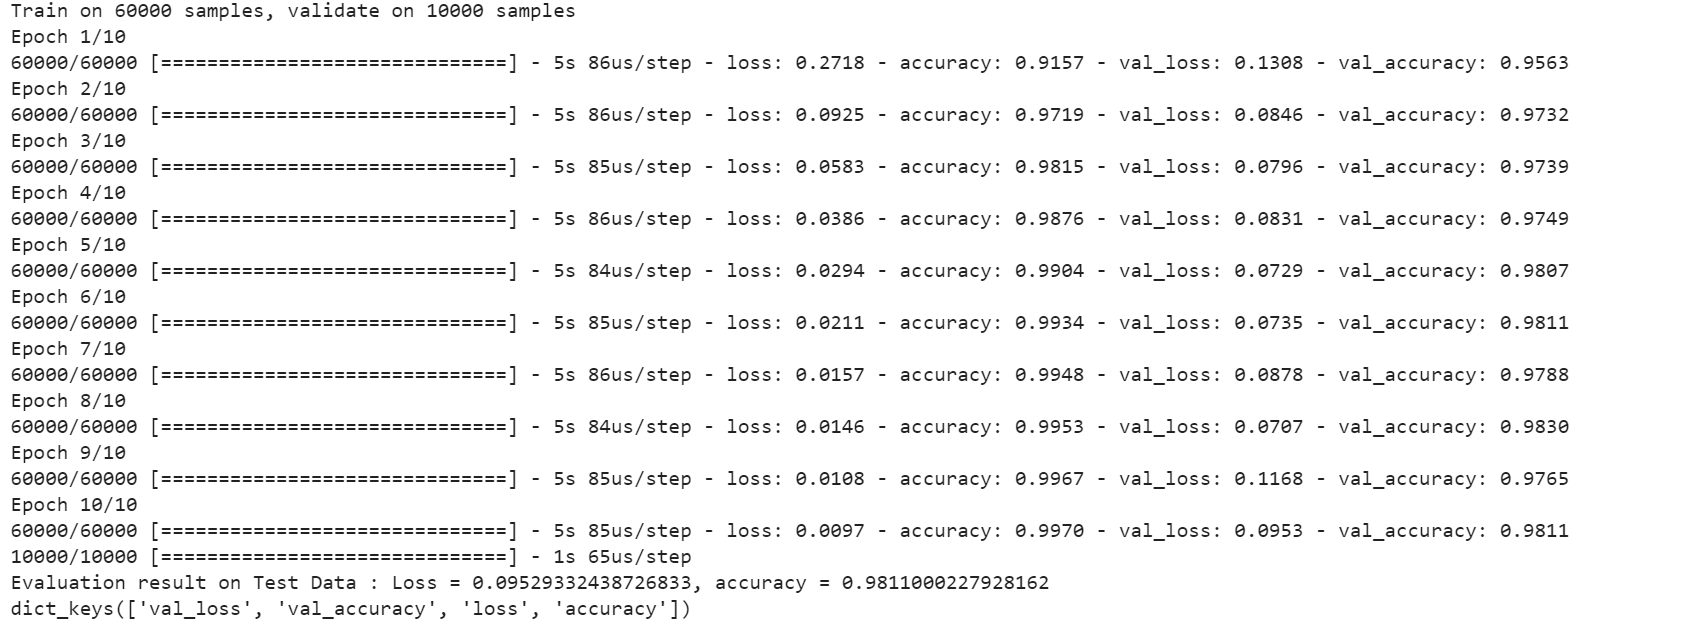 Train on 60000 samples, validate on 10000 samples
Epoch 1/10
60000/60000 [==============================] - 5s 86us/step - loss: 0.2718 - accuracy: 0.9157 - val_loss: 0.1308 - val_accuracy: 0.9563
Epoch 2/10
60000/60000 [==============================] - 5s 86us/step - loss: 0.0925 - accuracy: 0.9719 - val_loss: 0.0846 - val_accuracy: 0.9732
Epoch 3/10
60000/60000 [==============================] - 5s 85us/step - loss: 0.0583 - accuracy: 0.9815 - val_loss: 0.0796 - val_accuracy: 0.9739
Epoch 4/10
60000/60000 [==============================] - 5s 86us/step - loss: 0.0386 - accuracy: 0.9876 - val_loss: 0.0831 - val_accuracy: 0.9749
Epoch 5/10
60000/60000 [==============================] - 5s 84us/step - loss: 0.0294 - accuracy: 0.9904 - val_loss: 0.0729 - val_accuracy: 0.9807
Epoch 6/10
60000/60000 [==============================] - 5s 85us/step - loss: 0.0211 - accuracy: 0.9934 - val_loss: 0.0735 - val_accuracy: 0.9811
Epoch 7/10
60000/60000 [==============================] - 5s 86us/step - loss: 0.0157 - accuracy: 0.9948 - val_loss: 0.0878 - val_accuracy: 0.9788
Epoch 8/10
60000/60000 [==============================] - 5s 84us/step - loss: 0.0146 - accuracy: 0.9953 - val_loss: 0.0707 - val_accuracy: 0.9830
Epoch 9/10
60000/60000 [==============================] - 5s 85us/step - loss: 0.0108 - accuracy: 0.9967 - val_loss: 0.1168 - val_accuracy: 0.9765
Epoch 10/10
60000/60000 [==============================] - 5s 85us/step - loss: 0.0097 - accuracy: 0.9970 - val_loss: 0.0953 - val_accuracy: 0.9811
10000/10000 [==============================] - 1s 65us/step
Evaluation result on Test Data : Loss = 0.09529332438726833, accuracy = 0.9811000227928162
dict_keys(['val_loss', 'val_accuracy', 'loss', 'accuracy'])